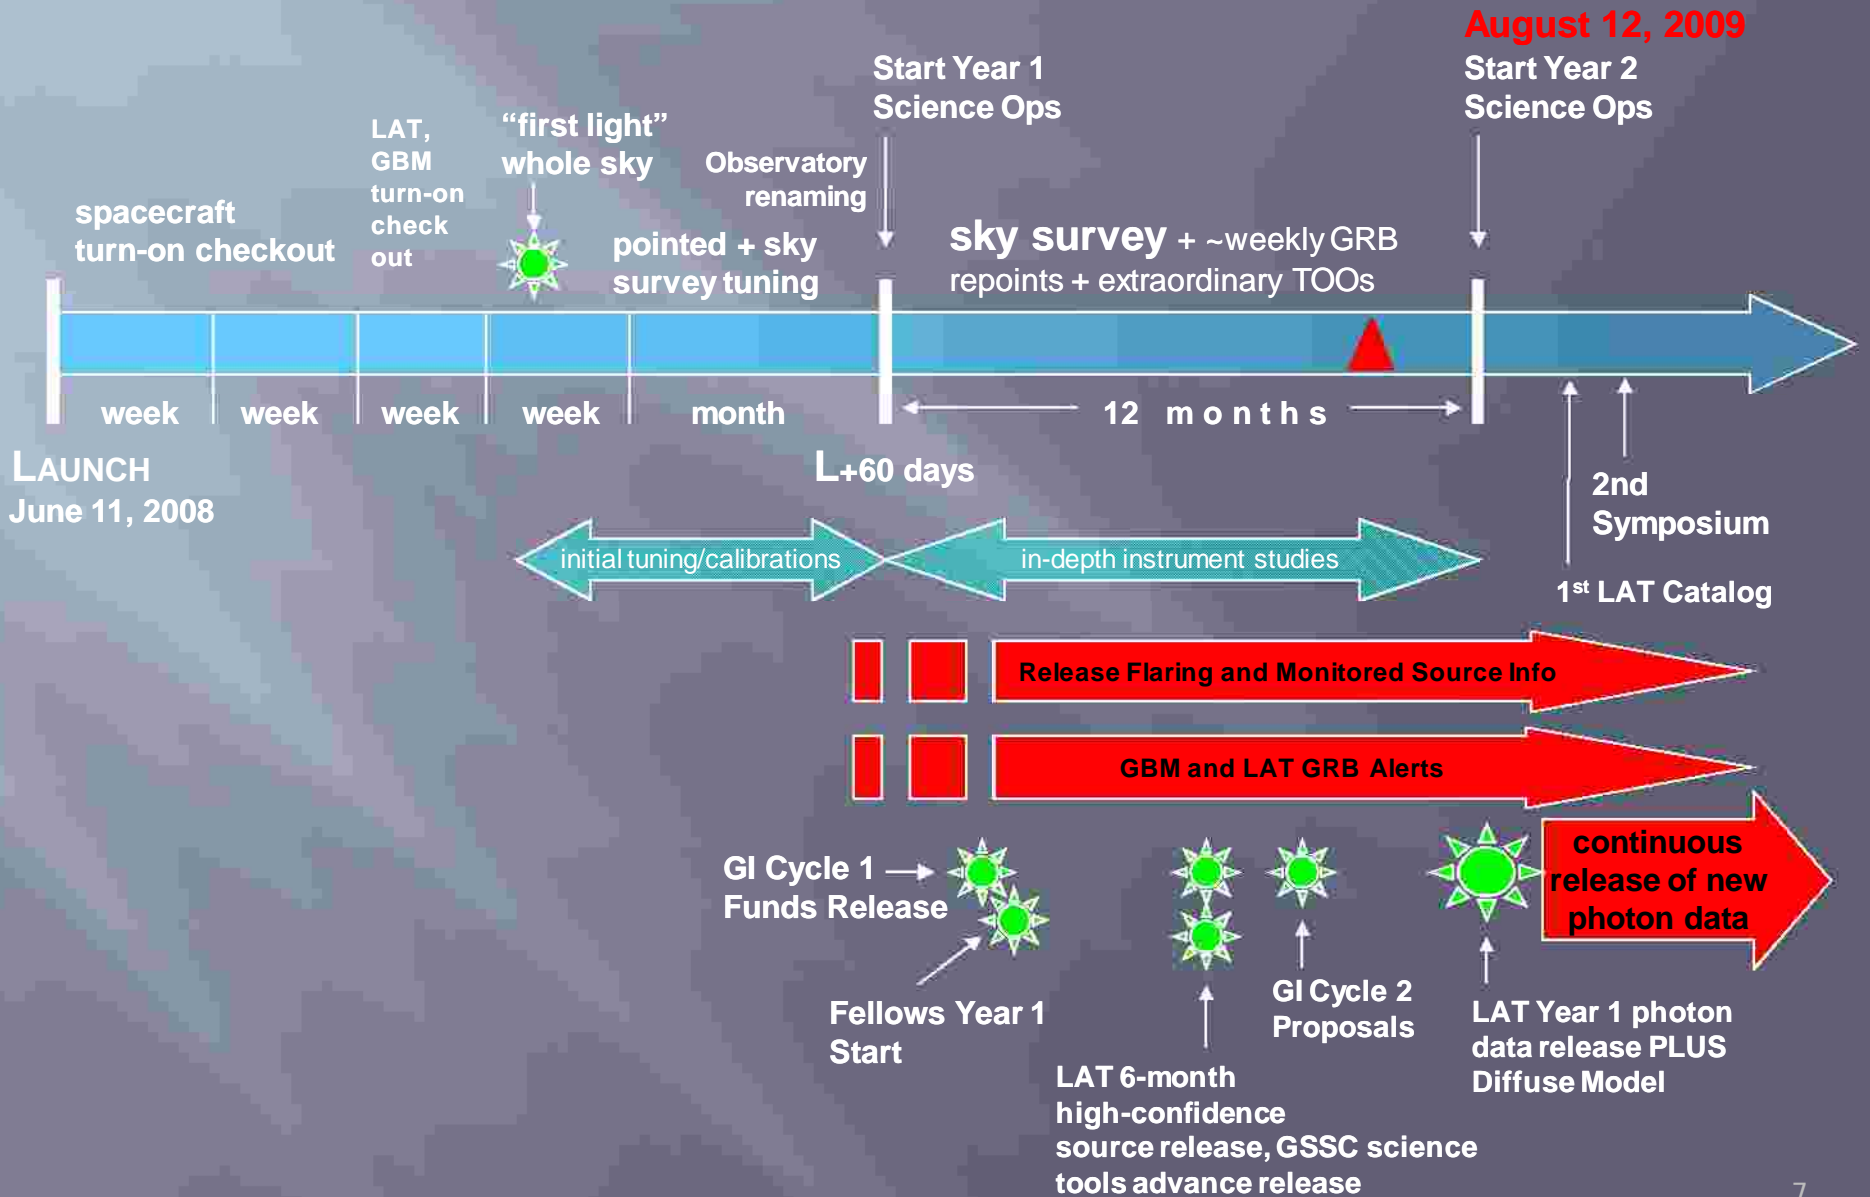 August 12, 2009
Start Year 1
Science Ops
Start Year 2
Science Ops
LAT,
GBM
turn-on
check
out
“first light”
whole sky
Observatory
renaming
spacecraft
turn-on checkout
pointed + sky
survey tuning
sky survey + ~weekly GRB
repoints + extraordinary TOOs
week
week
week
week
month
12 months
LAUNCH
June 11, 2008
L+60 days
2nd
Symposium
initial tuning/calibrations
in-depth instrument studies
1st LAT Catalog
Release Flaring and Monitored Source Info
GBM and LAT GRB Alerts
GI Cycle 1
Funds Release
continuous
release of new
photon data
Fellows Year 1
Start
GI Cycle 2
Proposals
LAT Year 1 photon
data release PLUS
Diffuse Model
LAT 6-month
high-confidence
source release, GSSC science
tools advance release
7